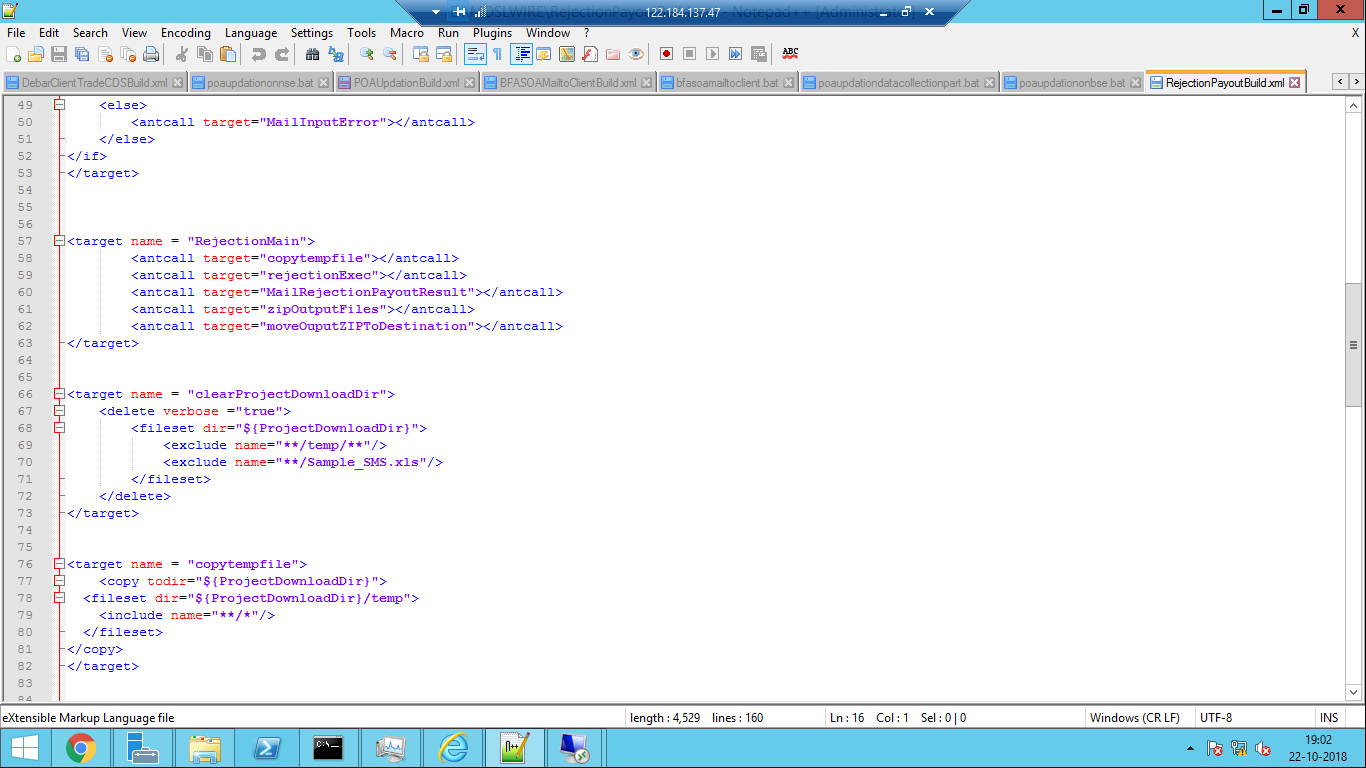 DSLWIRE\RejectionPayo 122.184.137.47 - Notepad++ [Administrator]
File Edit Search View Encoding Language Settings Tools Macro Run Plugins Window ? X
DebarClientTradeCDSBuild.xml poaupdationonnse.bat POAUpdationBuild.xml BFASOAMailtoClientBuild.xml bfasoamailtoclient.bat poaupdationdatacollectionpart.bat poaupdationonbse.bat RejectionPayoutBuild.xml
49 <else>
50 <antcall target="MailInputError"></antcall>
51 </else>
52 </if>
53 </target>
54
55
56
57 <target name = "RejectionMain">
58 <antcall target="copytempfile"></antcall>
59 <antcall target="rejectionExec"></antcall>
60 <antcall target="MailRejectionPayoutResult"></antcall>
61 <antcall target="zipOutputFiles"></antcall>
62 <antcall target="moveOuputZIPToDestination"></antcall>
63 </target>
64
65
66 <target name = "clearProjectDownloadDir">
67 <delete verbose ="true">
68 <fileset dir="${ProjectDownloadDir}">
69 <exclude name="**/temp/**"/>
70 <exclude name="**/Sample_SMS.xls"/>
71 </fileset>
72 </delete>
73 </target>
74
75
76 <target name = "copytempfile">
77 <copy todir="${ProjectDownloadDir}">
78 <fileset dir="${ProjectDownloadDir}/temp">
79 <include name="**/*"/>
80 </fileset>
81 </copy>
82 </target>
83
84
eXtensible Markup Language file length : 4,529 lines : 160 Ln : 16 Col : 1 Sel : 0 | 0 Windows (CR LF) UTF-8 INS
19:02
22-10-2018